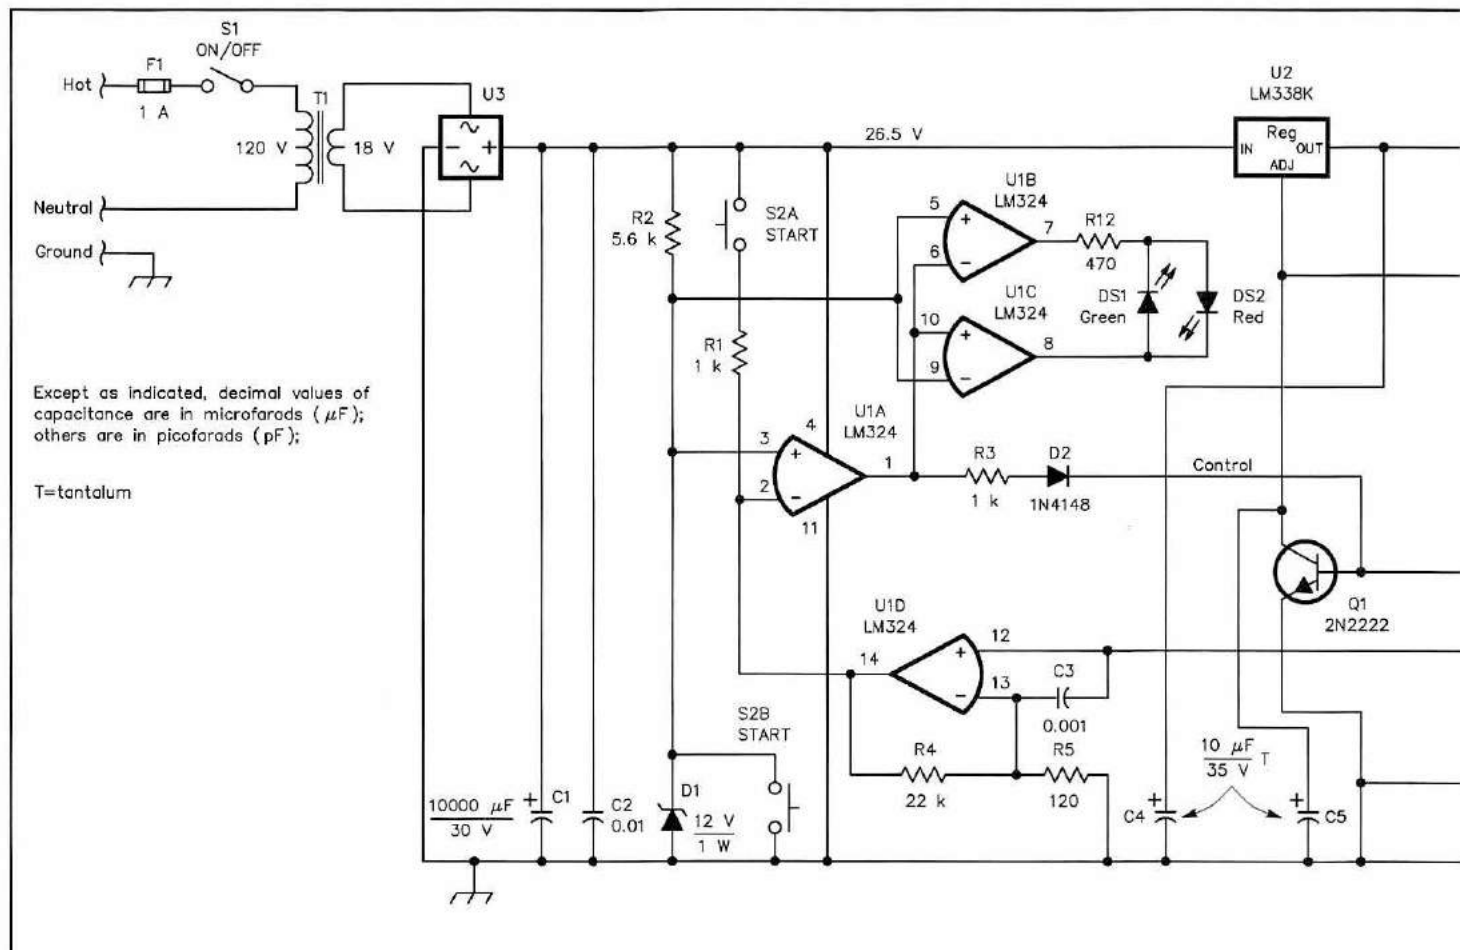 S1
ON/OFF
F1
Hot
1 A
T1
120 V
18 V
Neutral
Ground
U3
−
+
26.5 V
U2
LM338K
Reg
IN
OUT
ADJ
R2
5.6 k
S2A
START
U1B
LM324
5
+
6
−
7
R12
470
U1C
LM324
10
+
9
−
8
DS1
Green
DS2
Red
R1
1 k
Except as indicated, decimal values of
capacitance are in microfarads (μF);
others are in picofarads (pF);
T=tantalum
U1A
LM324
4
3
+
2
−
1
11
R3
1 k
D2
1N4148
Control
Q1
2N2222
U1D
LM324
14
12
+
13
−
C3
0.001
S2B
START
R4
22 k
R5
120
10 μF
35 V
T
10000 μF
30 V
+
C1
C2
0.01
D1
12 V
1 W
C4
+
+
C5